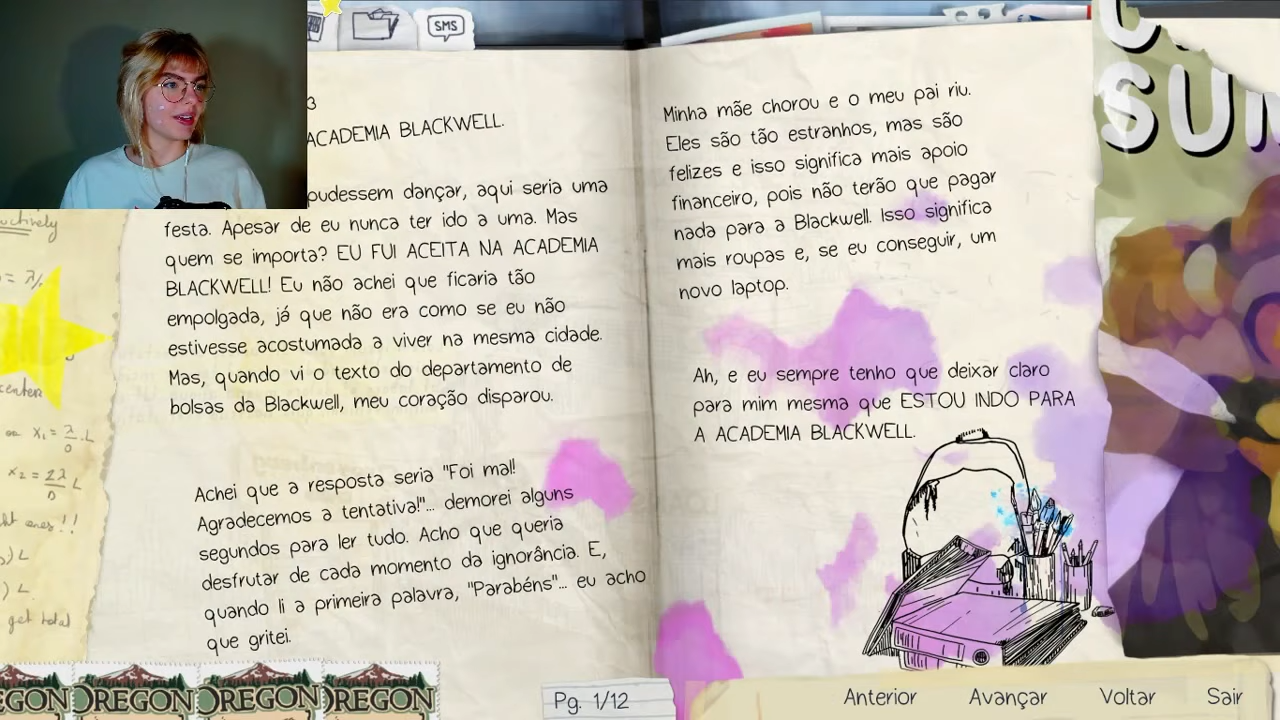 SMS
3
ACADEMIA BLACKWELL.
pudessem dançar, aqui seria uma
festa. Apesar de eu nunca ter ido a uma. Mas
quem se importa? EU FUI ACEITA NA ACADEMIA
BLACKWELL! Eu não achei que ficaria tão
empolgada, já que não era como se eu não
estivesse acostumada a viver na mesma cidade.
Mas, quando vi o texto do departamento de
bolsas da Blackwell, meu coração disparou.
Achei que a resposta seria "Foi mal!
Agradecemos a tentativa!"... demorei alguns
segundos para ler tudo. Acho que queria
desfrutar de cada momento da ignorância. E,
quando li a primeira palavra, "Parabéns"... eu acho
que gritei.
Minha mãe chorou e o meu pai riu.
Eles são tão estranhos, mas são
felizes e isso significa mais apoio
financeiro, pois não terão que pagar
nada para a Blackwell. Isso significa
mais roupas e, se eu conseguir, um
novo laptop.
Ah, e eu sempre tenho que deixar claro
para mim mesma que ESTOU INDO PARA
A ACADEMIA BLACKWELL.
get total
EGON OREGON OREGON OREGON
Pg. 1/12
Anterior Avançar Voltar Sair